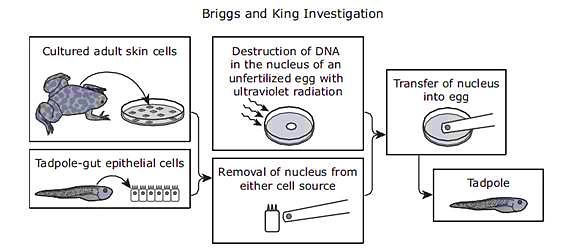 Briggs and King Investigation
Cultured adult skin cells
Destruction of DNA
in the nucleus of an
unfertilized egg with
ultraviolet radiation
Transfer of nucleus
into egg
Tadpole-gut epithelial cells
Removal of nucleus from
either cell source
Tadpole